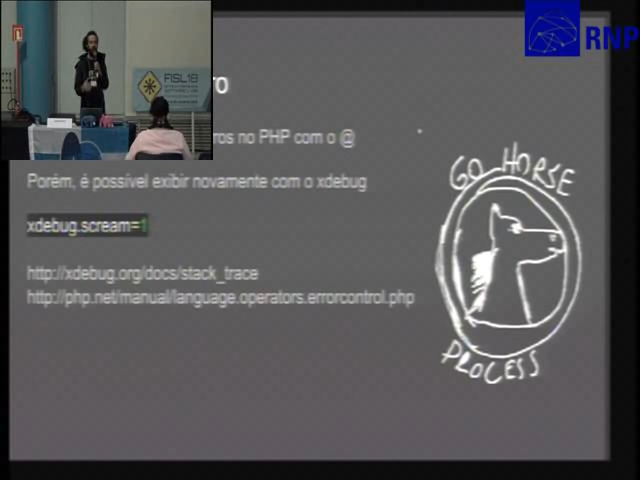 RNP
FISL18
ro
ros no PHP com o @
Porém, é possível exibir novamente com o xdebug
xdebug.scream=1
http://xdebug.org/docs/stack_trace
http://php.net/manual/language.operators.errorcontrol.php
GO HORSE
PROCESS